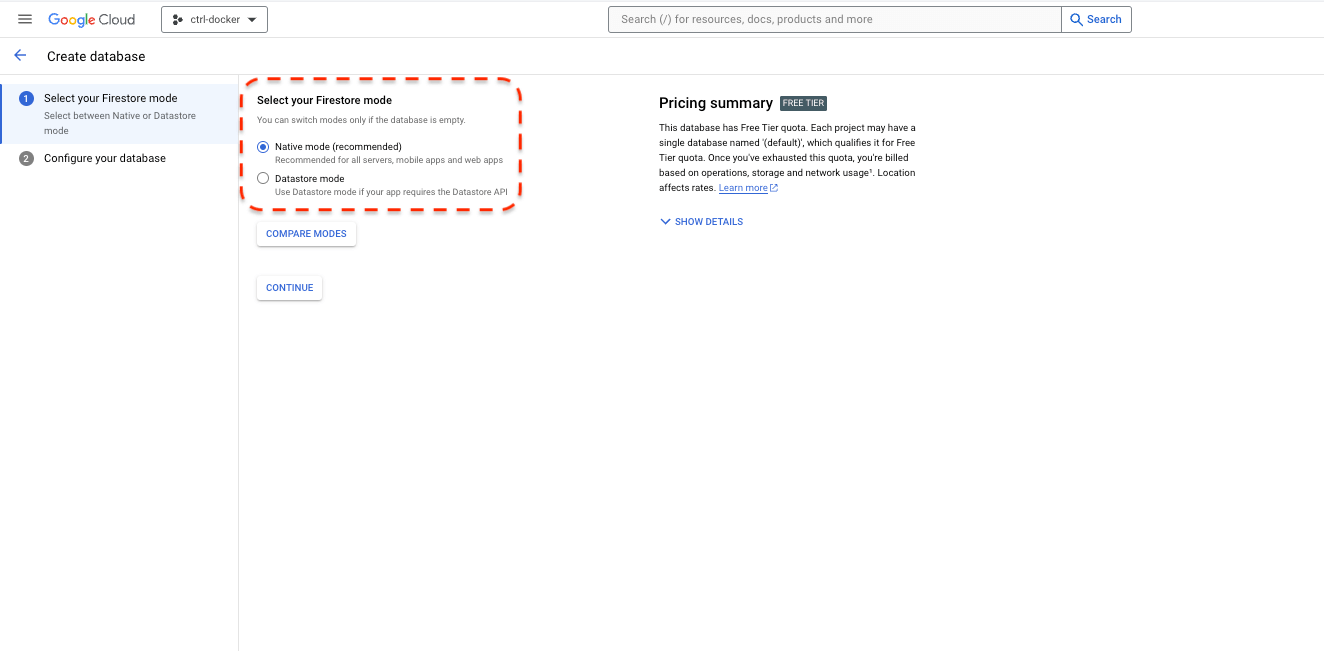 Google Cloud
ctrl-docker
Search (/) for resources, docs, products and more
Search
Create database
1
Select your Firestore mode
Select between Native or Datastore
mode
2
Configure your database
Select your Firestore mode
You can switch modes only if the database is empty.
Native mode (recommended)
Recommended for all servers, mobile apps and web apps
Datastore mode
Use Datastore mode if your app requires the Datastore API
COMPARE MODES
CONTINUE
Pricing summary FREE TIER
This database has Free Tier quota. Each project may have a
single database named '(default)', which qualifies it for Free
Tier quota. Once you've exhausted this quota, you're billed
based on operations, storage and network usage¹. Location
affects rates. Learn more
SHOW DETAILS